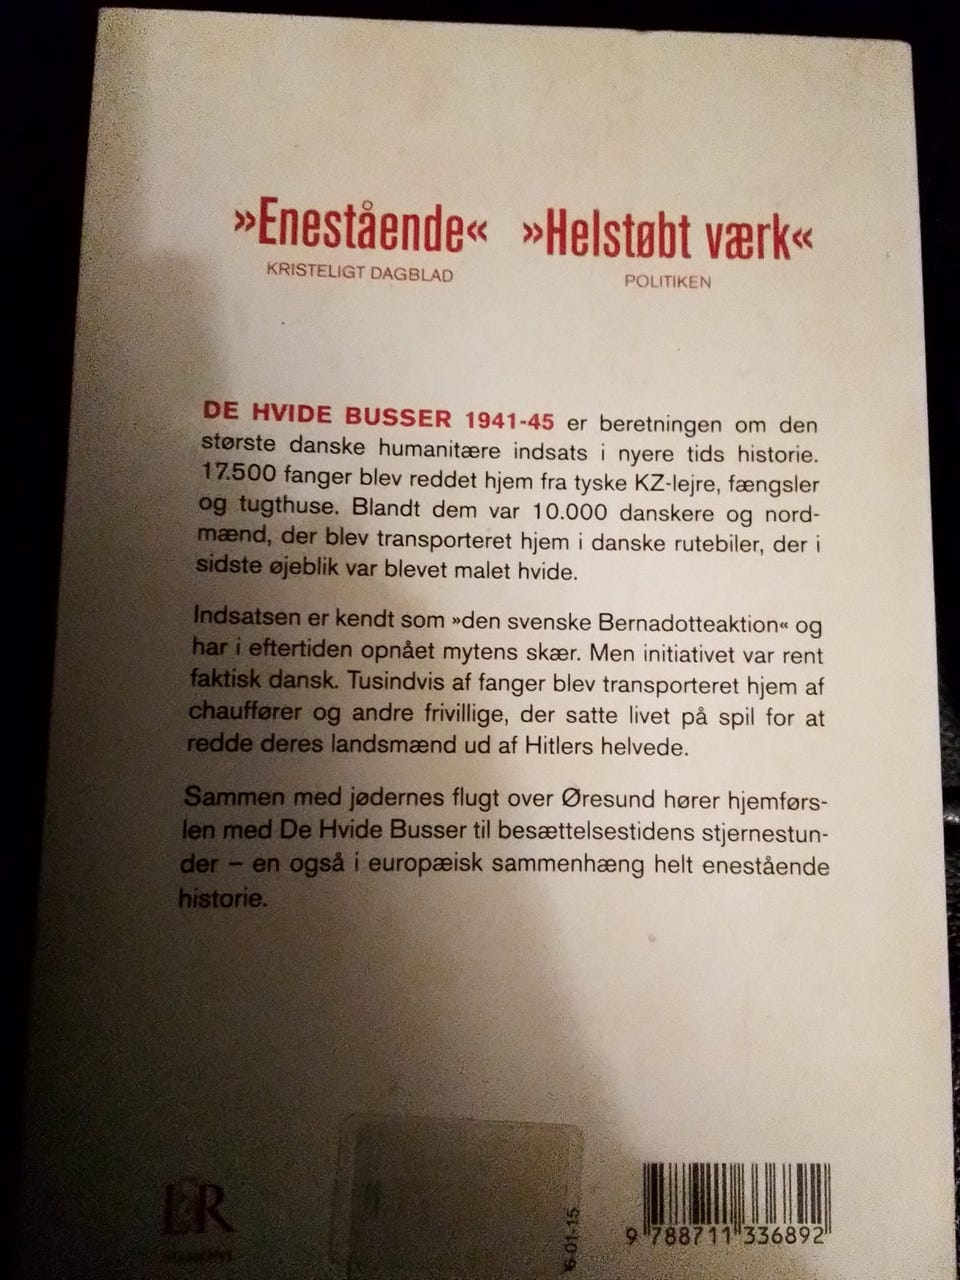 »Enestående« »Helstøbt værk«
KRISTELIGT DAGBLAD POLITIKEN
DE HVIDE BUSSER 1941-45 er beretningen om den
største danske humanitære indsats i nyere tids historie.
17.500 fanger blev reddet hjem fra tyske KZ-lejre, fængsler
og tugthuse. Blandt dem var 10.000 danskere og nord-
mænd, der blev transporteret hjem i danske rutebiler, der i
sidste øjeblik var blevet malet hvide.
Indsatsen er kendt som »den svenske Bernadotteaktion« og
har i eftertiden opnået mytens skær. Men initiativet var rent
faktisk dansk. Tusindvis af fanger blev transporteret hjem af
chauffører og andre frivillige, der satte livet på spil for at
redde deres landsmænd ud af Hitlers helvede.
Sammen med jødernes flugt over Øresund hører hjemførs-
len med De Hvide Busser til besættelsestidens stjernestun-
der – en også i europæisk sammenhæng helt enestående
historie.
L&R
EGMONT
6-01-15
9 788711 336892